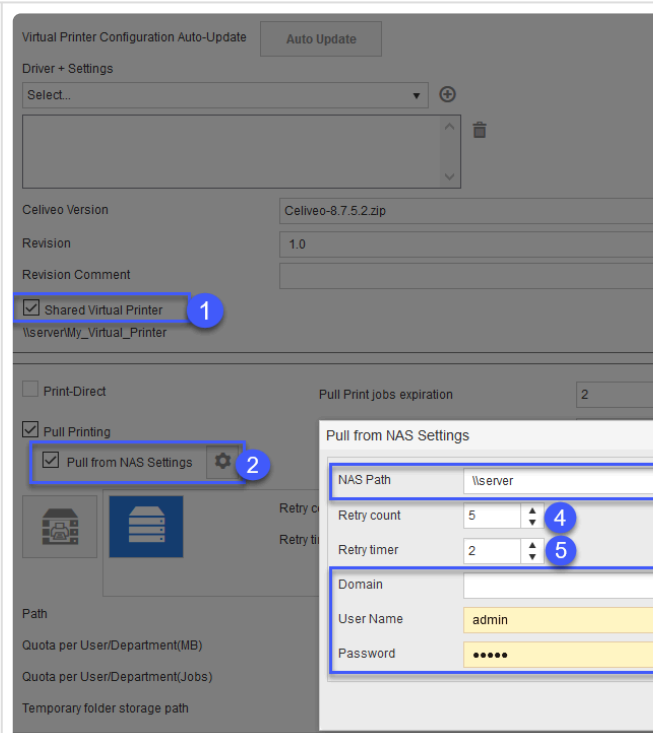 Virtual Printer Configuration Auto-Update
Auto Update
Driver + Settings
Select...
Celiveo Version
Celiveo-8.7.5.2.zip
Revision
1.0
Revision Comment
Shared Virtual Printer
1
\\server\My_Virtual_Printer
Print-Direct
Pull Print jobs expiration
2
Pull Printing
Pull from NAS Settings
2
Pull from NAS Settings
NAS Path
\\server
Retry count
5
4
Retry timer
2
5
Domain
User Name
admin
Password
•••••
Path
Quota per User/Department(MB)
Quota per User/Department(Jobs)
Temporary folder storage path